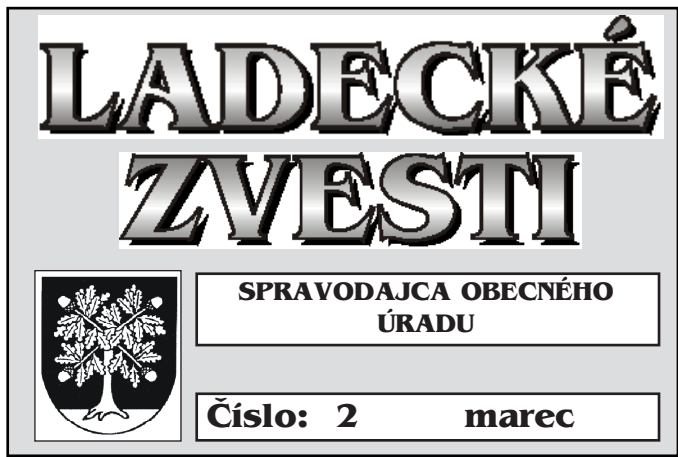 LADECKÉ
ZVESTI
SPRAVODAJCA OBECNÉHO
ÚRADU
Číslo: 2 marec